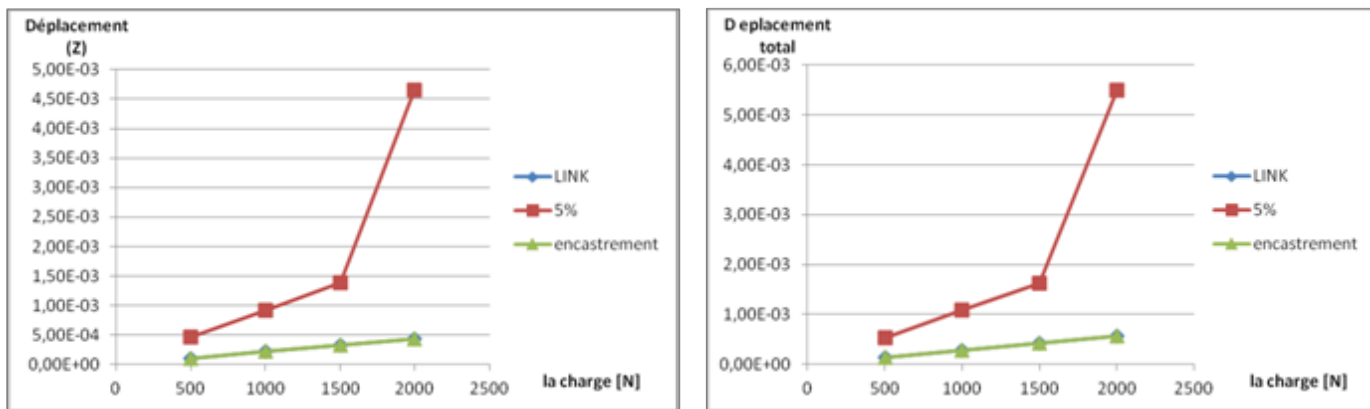 Déplacement
(Z)
5,00E-03
4,50E-03
4,00E-03
3,50E-03
3,00E-03
2,50E-03
2,00E-03
1,50E-03
1,00E-03
5,00E-04
0,00E+00
0 500 1000 1500 2000 2500
la charge [N]
LINK
5%
encastrement
D eplacement
total
6,00E-03
5,00E-03
4,00E-03
3,00E-03
2,00E-03
1,00E-03
0,00E+00
0 500 1000 1500 2000 2500
la charge [N]
LINK
5%
encastrement